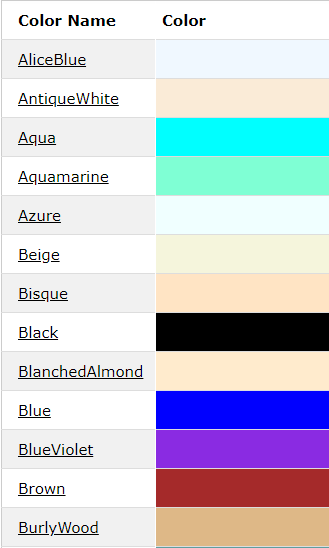 Color Name Color
AliceBlue
AntiqueWhite
Aqua
Aquamarine
Azure
Beige
Bisque
Black
BlanchedAlmond
Blue
BlueViolet
Brown
BurlyWood